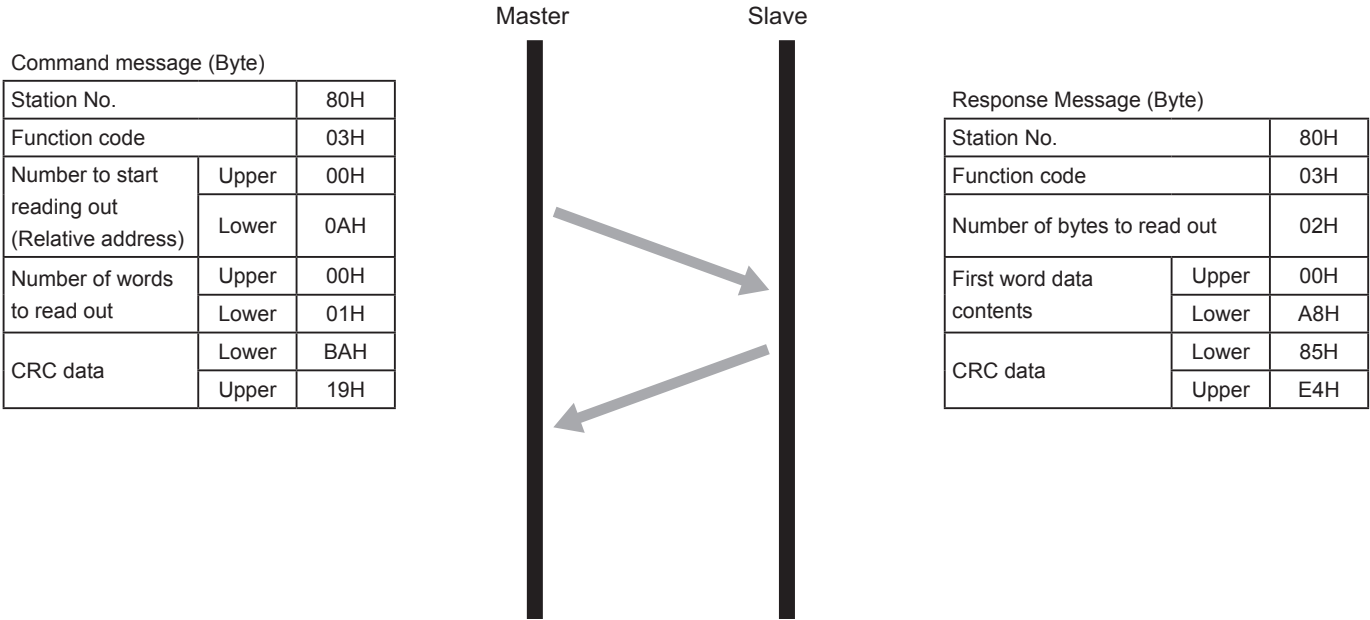 Master
Slave
Command message (Byte)
Station No. 80H
Function code 03H
Number to start
reading out
(Relative address)
Upper 00H
Lower 0AH
Number of words
to read out
Upper 00H
Lower 01H
CRC data
Lower BAH
Upper 19H
Response Message (Byte)
Station No. 80H
Function code 03H
Number of bytes to read out 02H
First word data
contents
Upper 00H
Lower A8H
CRC data
Lower 85H
Upper E4H